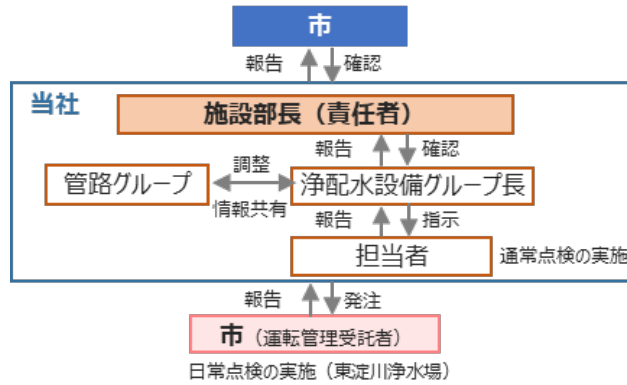 市
報告
確認
当社
施設部長（責任者）
報告
確認
管路グループ
調整
情報共有
浄配水設備グループ長
報告
指示
担当者
通常点検の実施
報告
発注
市（運転管理受託者）
日常点検の実施（東淀川浄水場）